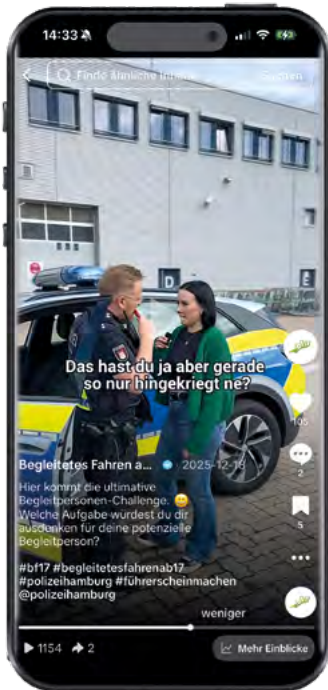 14:33
Finde ähnliche Inhalte
Suchen
D
E
Das hast du ja aber gerade
so nur hingekriegt ne?
105
Begleitetes Fahren a... 2025-12-18
2
Hier kommt die ultimative
Begleitpersonen-Challenge.
Welche Aufgabe würdest du dir
ausdenken für deine potenzielle
Begleitperson?
5
#bf17 #begleitetesfahrenab17
#polizeihamburg #führerscheinmachen
@polizeihamburg
weniger
1154 2
Mehr Einblicke